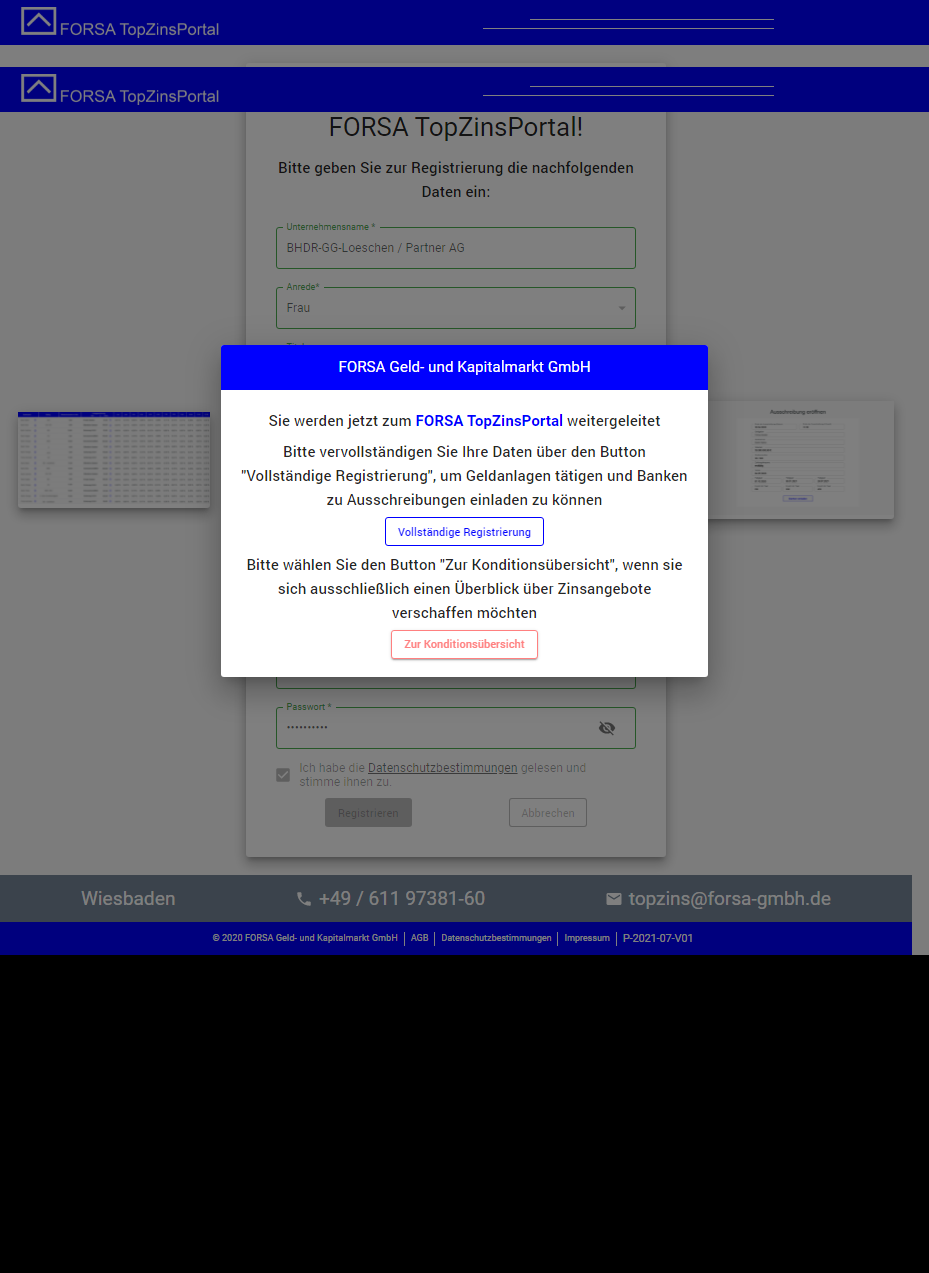 FORSA TopZinsPortal
FORSA TopZinsPortal
FORSA TopZinsPortal!
Bitte geben Sie zur Registrierung die nachfolgenden
Daten ein:
Unternehmensname *
BHDR-GG-Loeschen / Partner AG
Anrede*
Frau
FORSA Geld- und Kapitalmarkt GmbH
Sie werden jetzt zum FORSA TopZinsPortal weitergeleitet
Bitte vervollständigen Sie Ihre Daten über den Button
"Vollständige Registrierung", um Geldanlagen tätigen und Banken
zu Ausschreibungen einladen zu können
Vollständige Registrierung
Bitte wählen Sie den Button "Zur Konditionsübersicht", wenn sie
sich ausschließlich einen Überblick über Zinsangebote
verschaffen möchten
Zur Konditionsübersicht
Ausschreibung eröffnen
Passwort *
Ich habe die Datenschutzbestimmungen gelesen und
stimme ihnen zu.
Registrieren
Abbrechen
Wiesbaden
+49 / 611 97381-60
topzins@forsa-gmbh.de
© 2020 FORSA Geld- und Kapitalmarkt GmbH | AGB | Datenschutzbestimmungen | Impressum | P-2021-07-V01